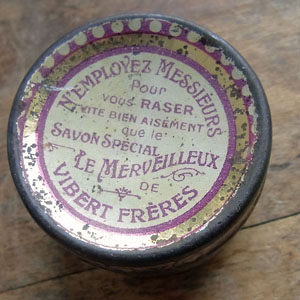 N'EMPLOYEZ MESSIEURS
Pour
VOUS RASER
VITE BIEN AISÉMENT
que le
SAVON SPÉCIAL
LE MERVEILLEUX
DE
VIBERT FRÈRES